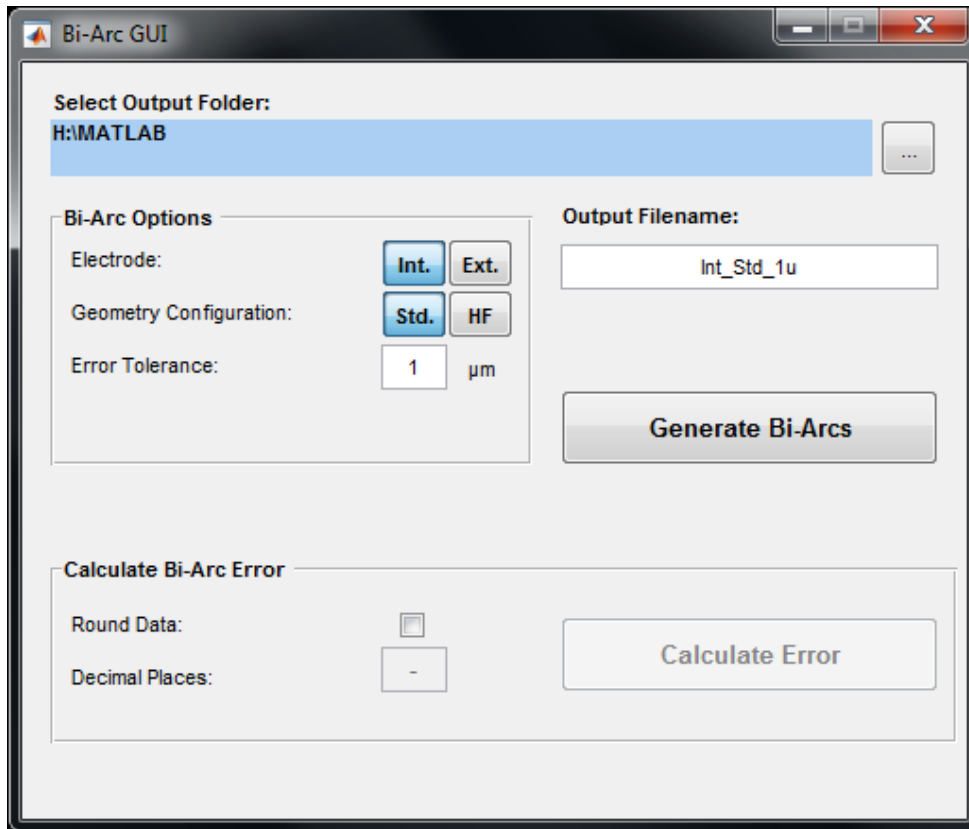 Bi-Arc GUI
Select Output Folder:
H:\MATLAB
...
Bi-Arc Options
Output Filename:
Electrode: Int. Ext.
Int_Std_1u
Geometry Configuration: Std. HF
Error Tolerance: 1 µm
Generate Bi-Arcs
Calculate Bi-Arc Error
Round Data:
Calculate Error
Decimal Places: -